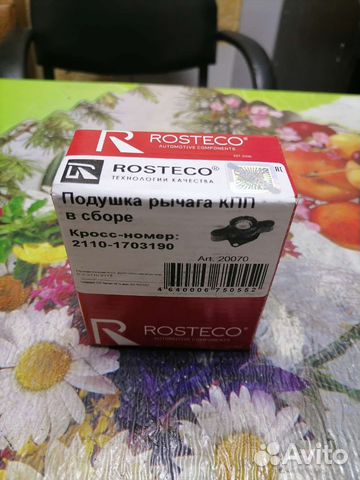 ROSTECO®
AUTOMOTIVE COMPONENTS
ROSTECO®
ТЕХНОЛОГИИ КАЧЕСТВА
Подушка рычага КПП
в сборе
Кросс-номер:
2110-1703190
Art. 20070
4 640006 750552
ROSTECO®
AUTOMOTIVE COMPONENTS
Avito